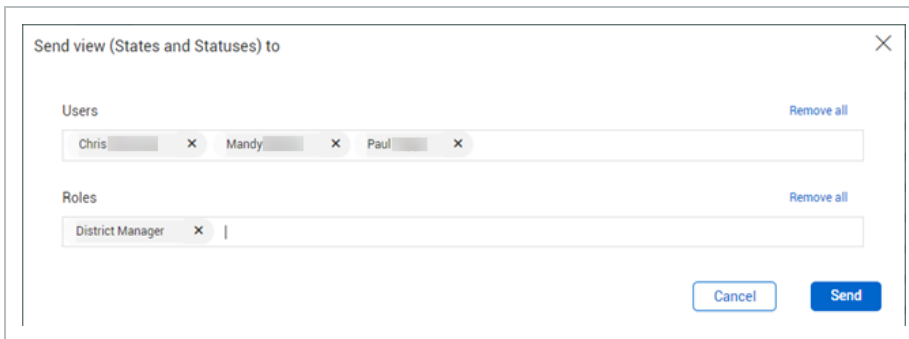 Send view (States and Statuses) to
Users Remove all
Chris Mandy Paul
Roles Remove all
District Manager
Cancel Send